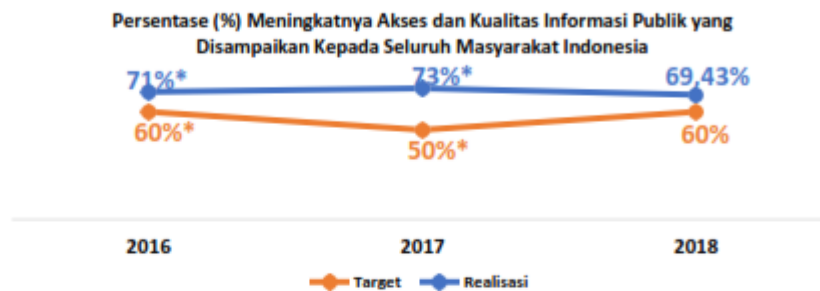 Persentase (%) Meningkatnya Akses dan Kualitas Informasi Publik yang
Disampaikan Kepada Seluruh Masyarakat Indonesia
71%* 73%* 69,43%
60%* 50%* 60%
2016 2017 2018
Target Realisasi